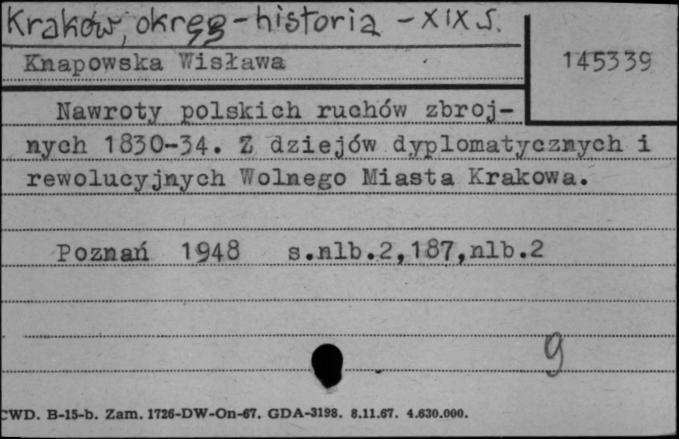 Kraków, okręg - historia - XIX s.
Knapowska Wisława
145339
Nawroty polskich ruchów zbroj-
nych 1830-34. Z dziejów dyplomatycznych i
rewolucyjnych Wolnego Miasta Krakowa.
Poznań 1948 s.nlb.2,187,nlb.2
9
CWD. B-15-b. Zam. 1726-DW-On-67. GDA-3198. 8.11.67. 4.630.000.